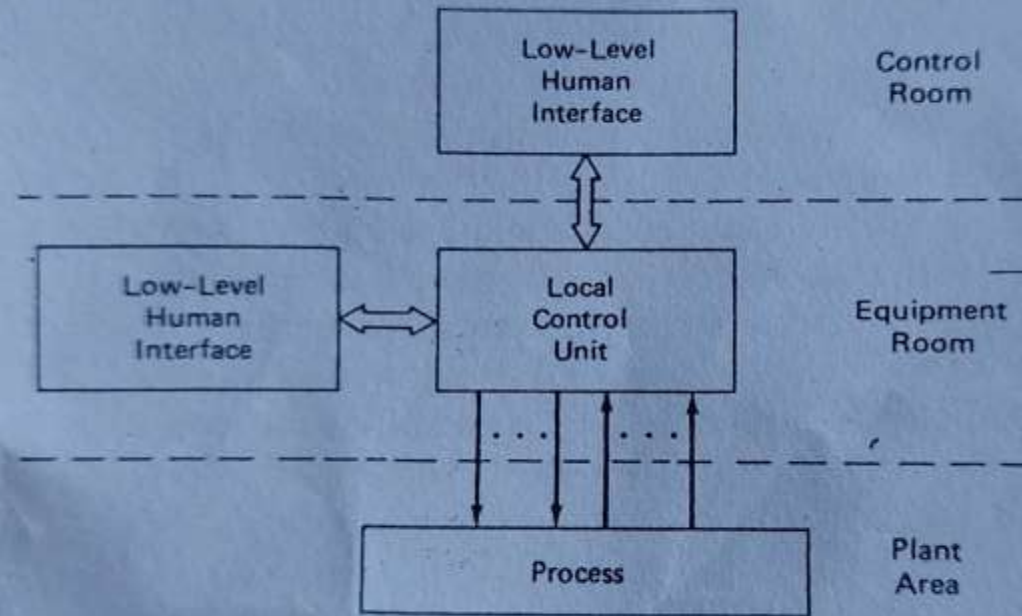 Low-Level
Human
Interface
Control
Room
Low-Level
Human
Interface
Local
Control
Unit
Equipment
Room
. . .
. . .
Process
Plant
Area